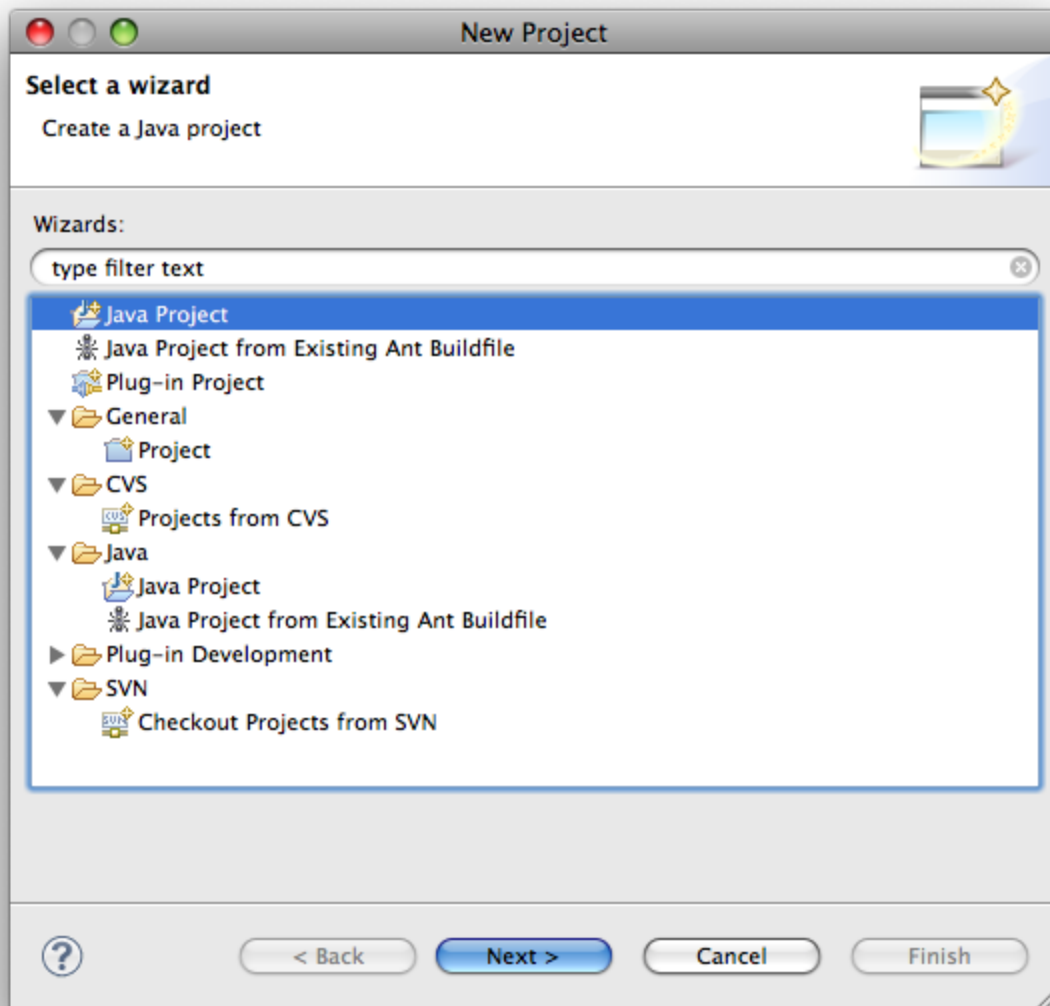 New Project
Select a wizard
Create a Java project
Wizards:
type filter text
Java Project
Java Project from Existing Ant Buildfile
Plug-in Project
General
Project
CVS
Projects from CVS
Java
Java Project
Java Project from Existing Ant Buildfile
Plug-in Development
SVN
Checkout Projects from SVN
? < Back Next > Cancel Finish